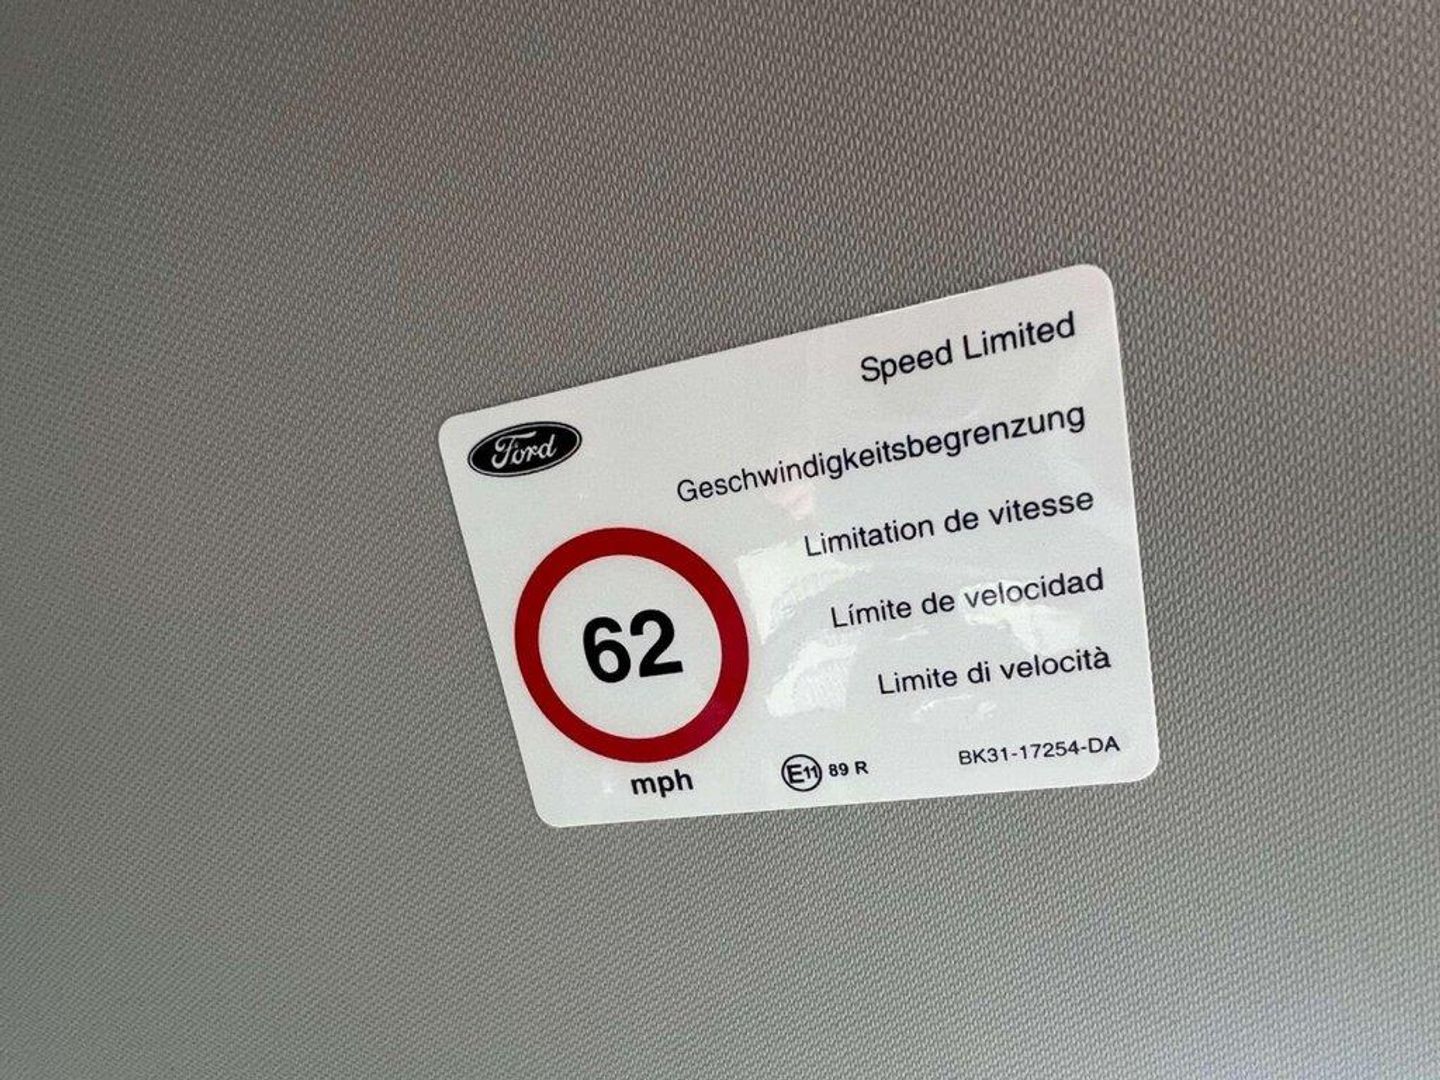 Speed Limited
Ford
Geschwindigkeitsbegrenzung
Limitation de vitesse
Límite de velocidad
Limite di velocità
62
mph
E11 89 R
BK31-17254-DA